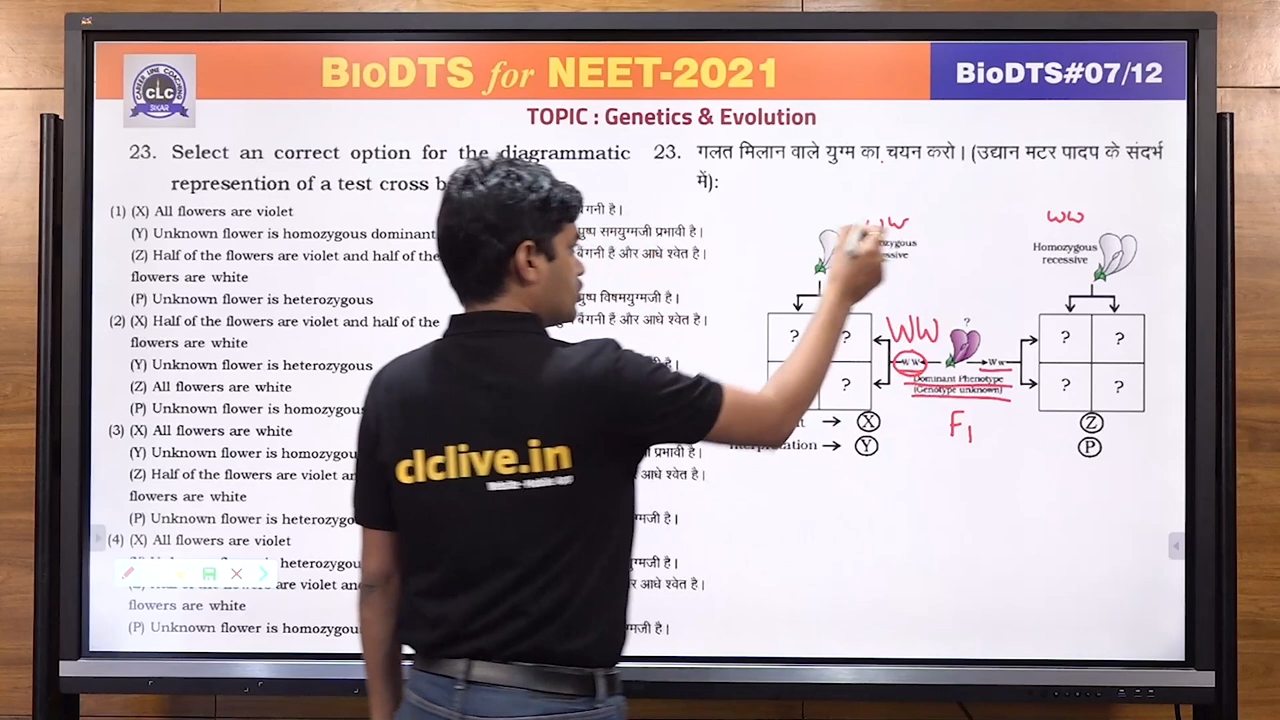 CAREER LINE COACHING
CLC
SIKAR
BIODTS for NEET-2021
BioDTS#07/12
TOPIC : Genetics & Evolution
23. Select an correct option for the diagrammatic
represention of a test cross b
(1) (X) All flowers are violet
(Y) Unknown flower is homozygous dominant
(Z) Half of the flowers are violet and half of the
flowers are white
(P) Unknown flower is heterozygous
(2) (X) Half of the flowers are violet and half of the
flowers are white
(Y) Unknown flower is heterozygous
(Z) All flowers are white
(P) Unknown flower is homozygous
(3) (X) All flowers are white
(Y) Unknown flower is homozygou
(Z) Half of the flowers are violet an
flowers are white
(P) Unknown flower is heterozygo
(4) (X) All flowers are violet
heterozygou
are violet and
flowers are white
(P) Unknown flower is homozygou
23. गलत मिलान वाले युग्म का चयन करो। (उद्यान मटर पादप के संदर्भ
में):
बैंगनी है।
पुष्प समयुग्मजी प्रभावी है।
बैंगनी है और आधे श्वेत है।
पुष्प विषमयुग्मजी है।
बैंगनी है और आधे श्वेत है।
है।
प्रभावी है।
आधे श्वेत है।
मजी है।
ग्मजी है।
र आधे श्वेत है।
मजी है।
ww
ww
Homozygous
recessive
? ? ? ? ? ? ?
WW
?
WW
Ww
Dominant Phenotype
(Genotype unknown)
F1
X
Y
Z
P
clclive.in